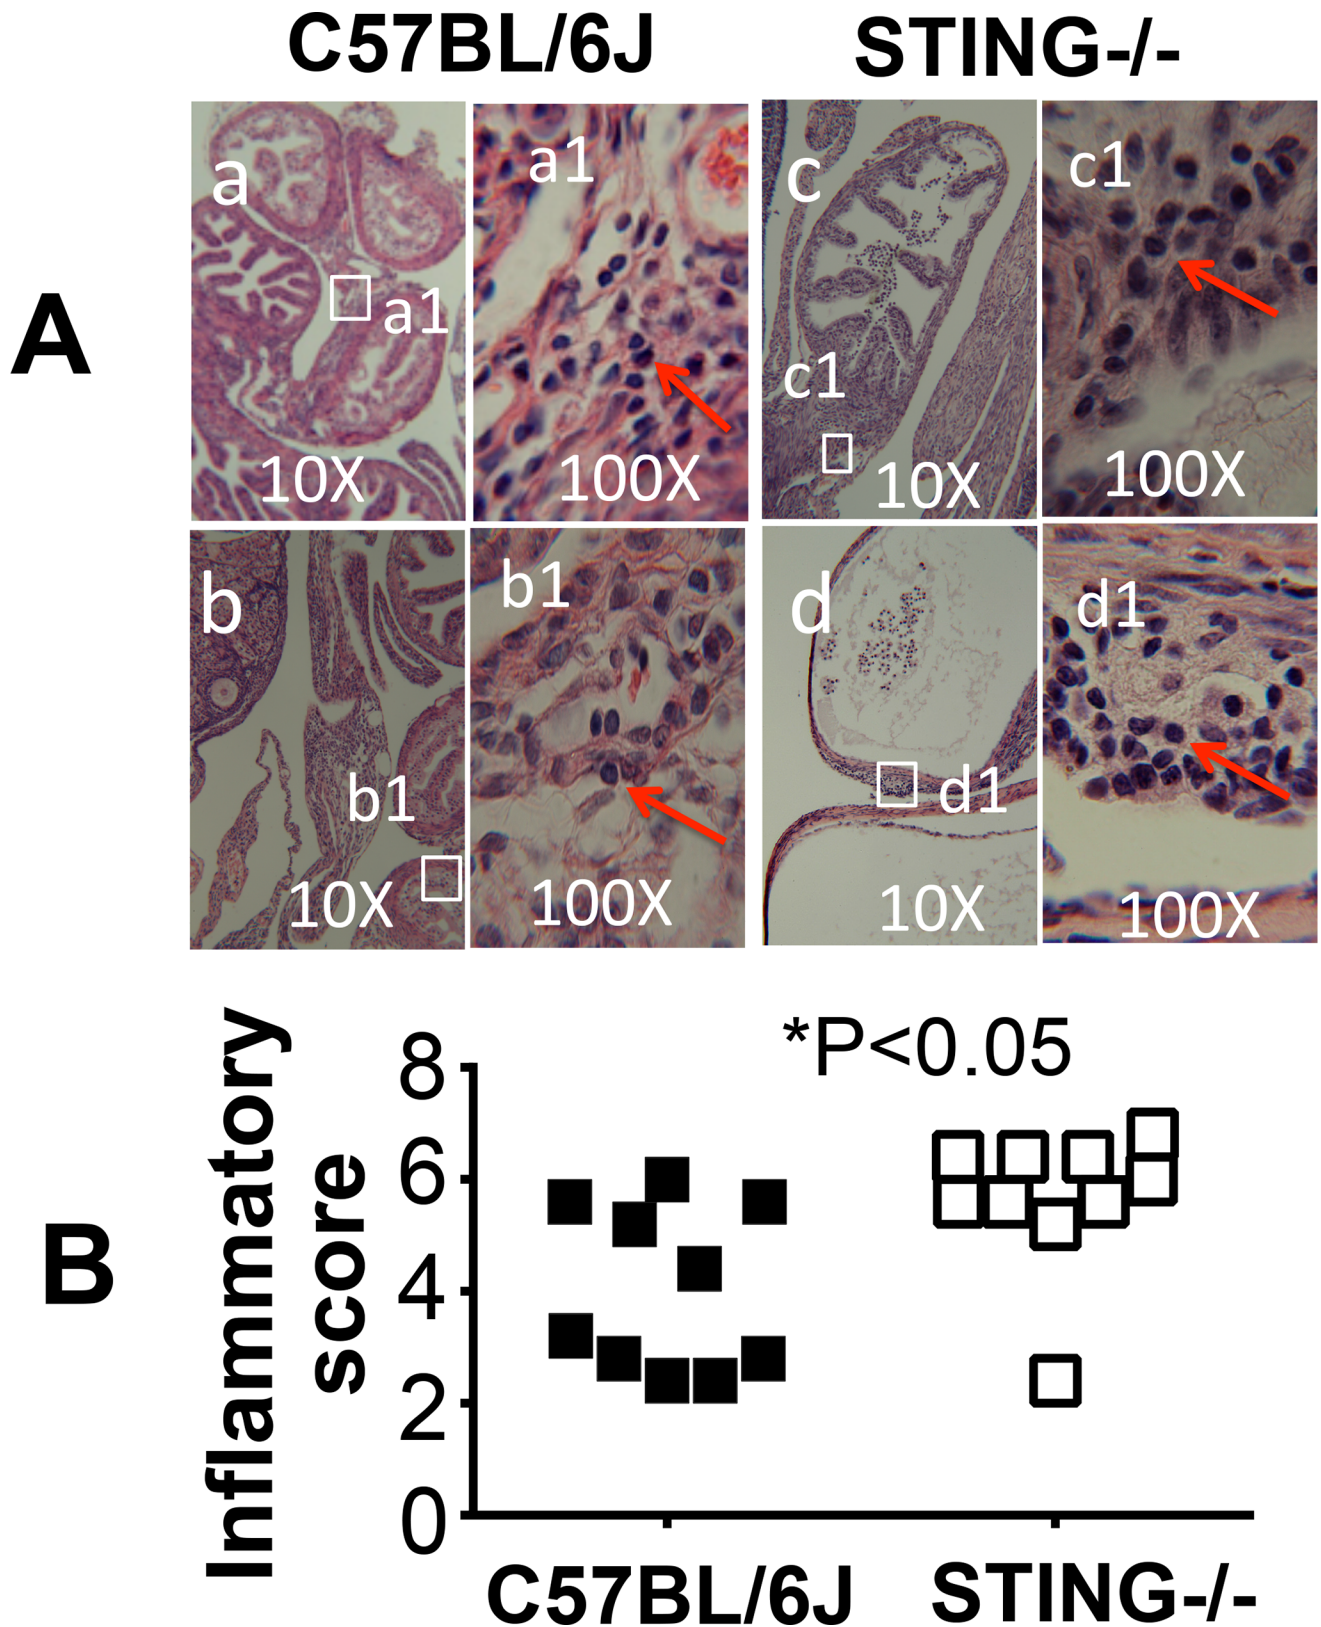 C57BL/6J STING-/-
A
a
a1
a1
10X
100X
c
c1
c1
10X
100X
b
b1
b1
10X
100X
d
d1
d1
10X
100X
B
Inflammatory
score
*P<0.05
8
6
4
2
0
C57BL/6J STING-/-